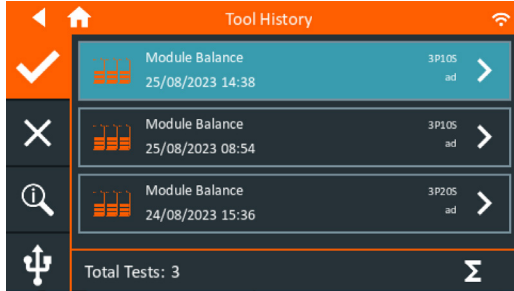 Tool History
Module Balance
3P10S
25/08/2023 14:38
ad
Module Balance
3P10S
25/08/2023 08:54
ad
Module Balance
3P20S
24/08/2023 15:36
ad
Total Tests: 3
Σ